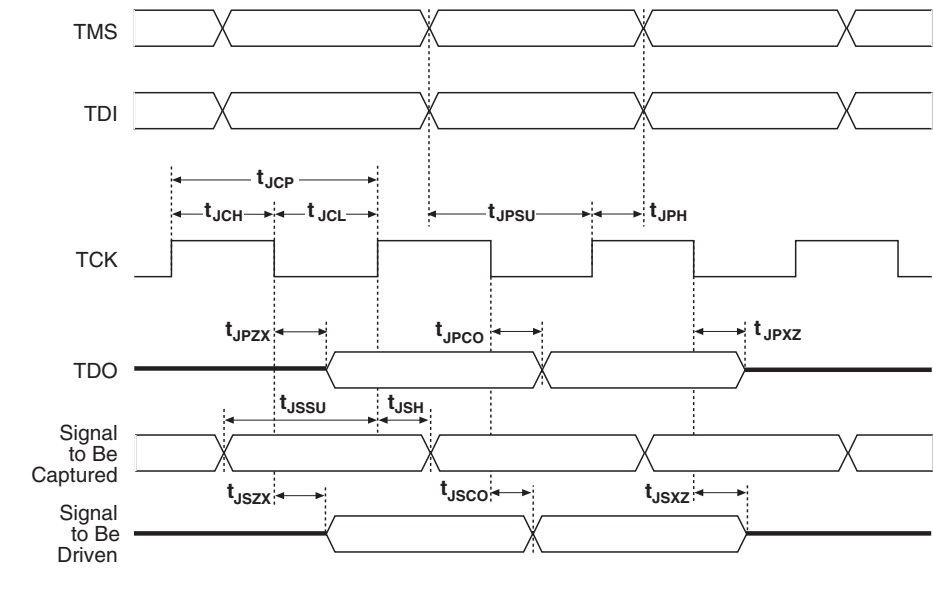 TMS
TDI
tJCP
tJCH
tJCL
tJPSU
tJPH
TCK
tJPZX
tJPCO
tJPXZ
TDO
tJSSU
tJSH
Signal
to Be
Captured
tJSZX
tJSCO
tJSXZ
Signal
to Be
Driven